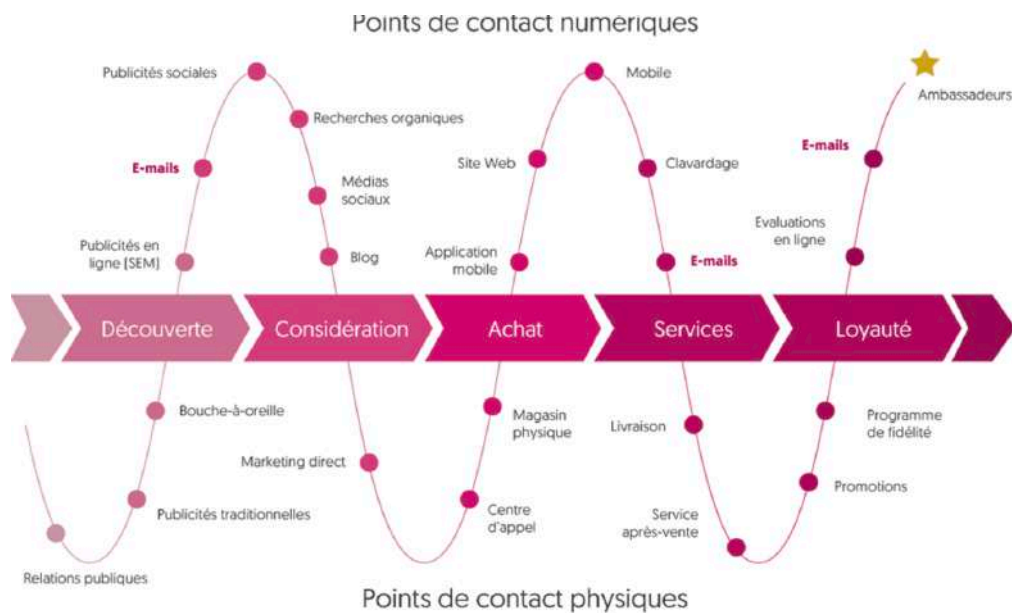 Points de contact numériques
Publicités sociales
Mobile
Ambassadeurs
Recherches organiques
E-mails
Site Web
Clavardage
E-mails
Médias
sociaux
Publicités en
ligne (SEM)
Blog
Application
mobile
E-mails
Evaluations
en ligne
Découverte
Considération
Achat
Services
Loyauté
Bouche-à-oreille
Magasin
physique
Livraison
Programme
de fidélité
Marketing direct
Promotions
Publicités traditionnelles
Centre
d'appel
Service
après-vente
Relations publiques
Points de contact physiques